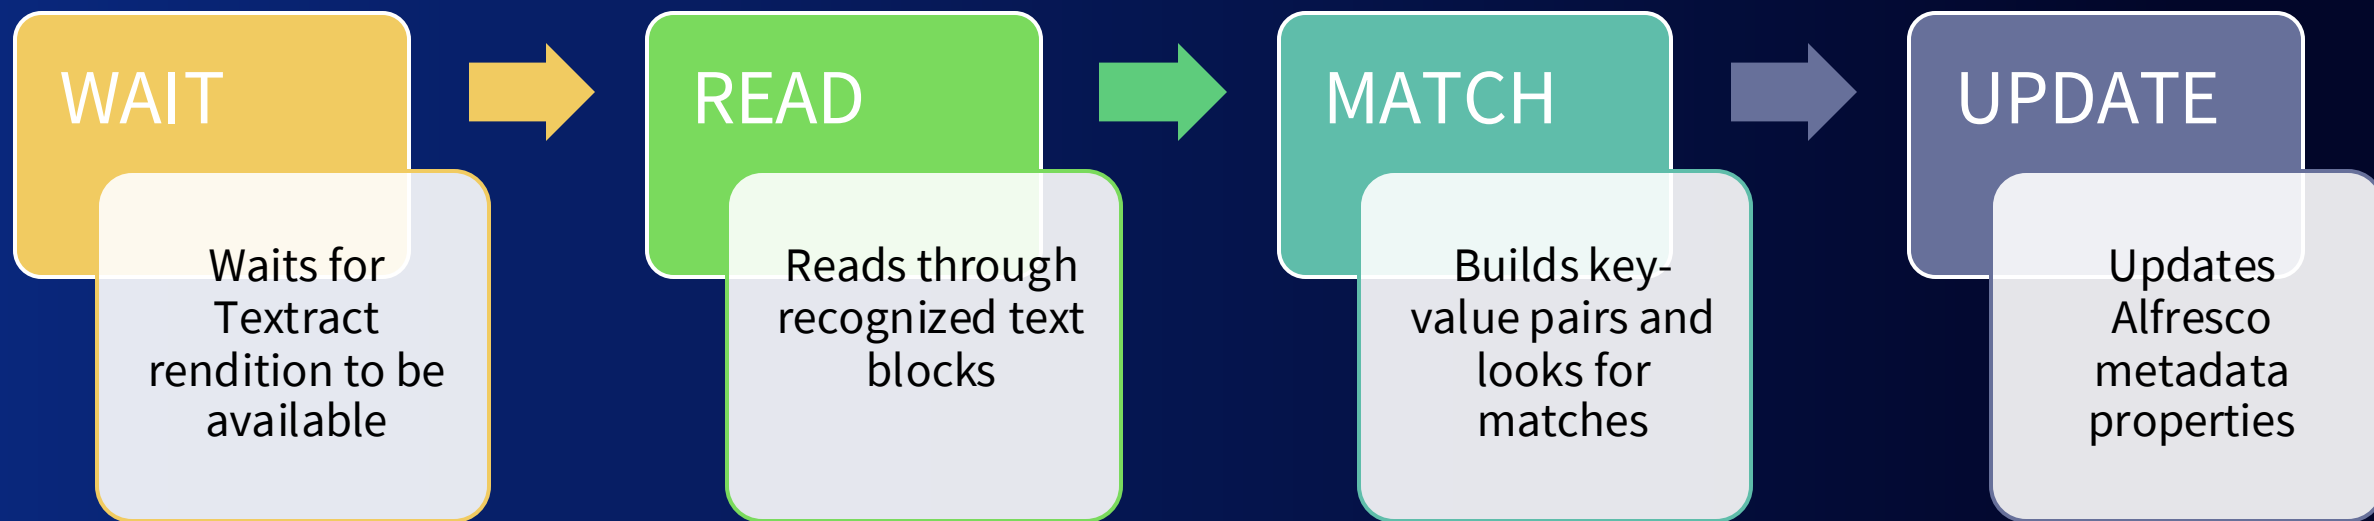 WAIT
Waits for
Textract
rendition to be
available
READ
Reads through
recognized text
blocks
MATCH
Builds key-
value pairs and
looks for
matches
UPDATE
Updates
Alfresco
metadata
properties